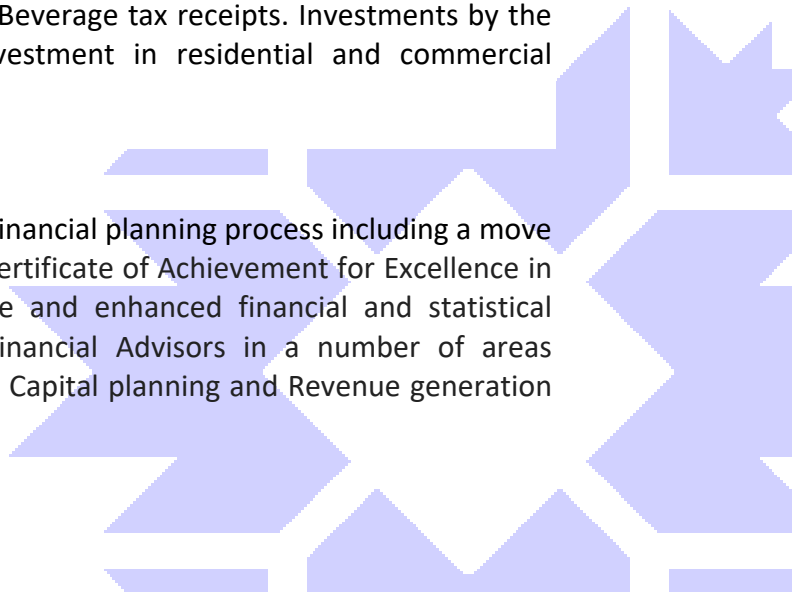 Beverage tax receipts. Investments by the
vestment in residential and commercial
inancial planning process including a move
ertificate of Achievement for Excellence in
e and enhanced financial and statistical
inancial Advisors in a number of areas
Capital planning and Revenue generation